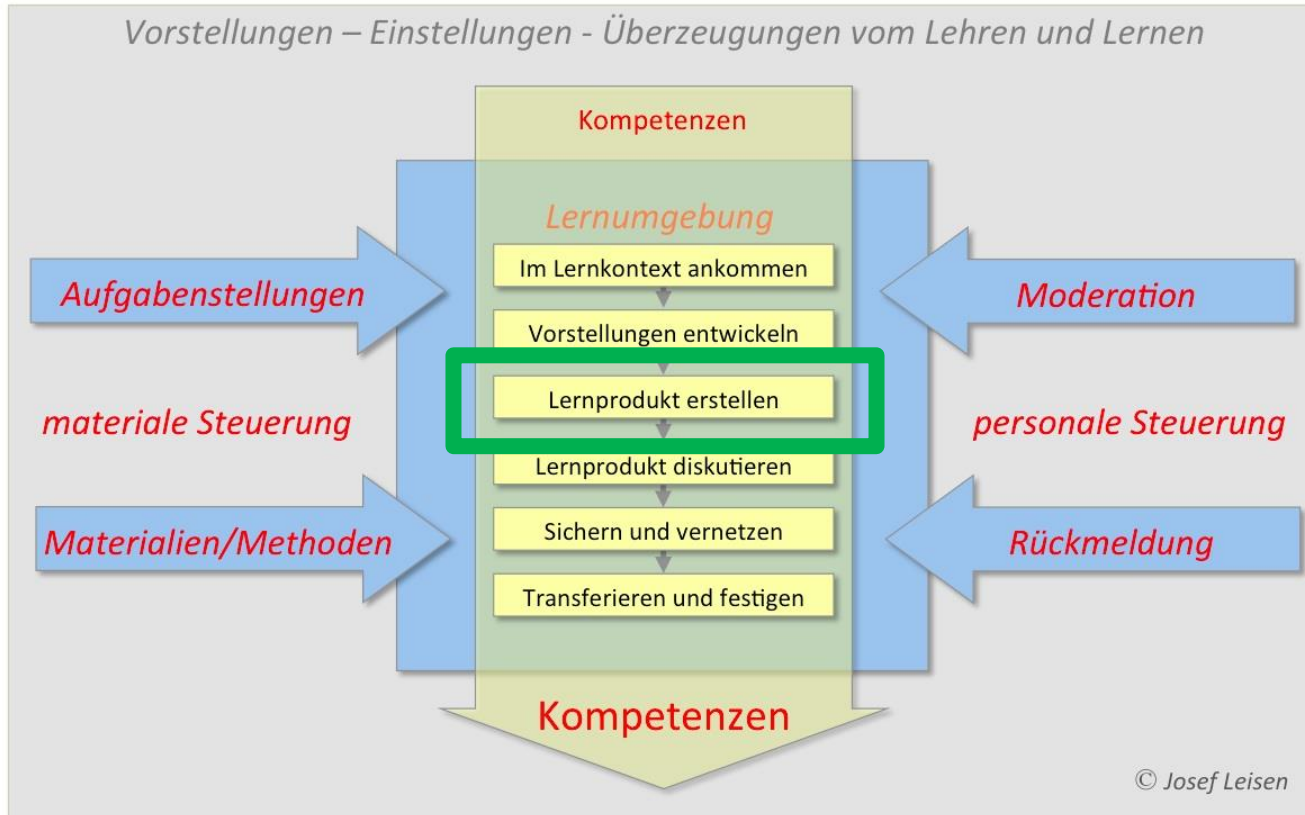 Vorstellungen – Einstellungen - Überzeugungen vom Lehren und Lernen
Kompetenzen
Lernumgebung
Im Lernkontext ankommen
Aufgabenstellungen
Moderation
Vorstellungen entwickeln
Lernprodukt erstellen
materiale Steuerung
personale Steuerung
Lernprodukt diskutieren
Sichern und vernetzen
Materialien/Methoden
Rückmeldung
Transferieren und festigen
Kompetenzen
© Josef Leisen